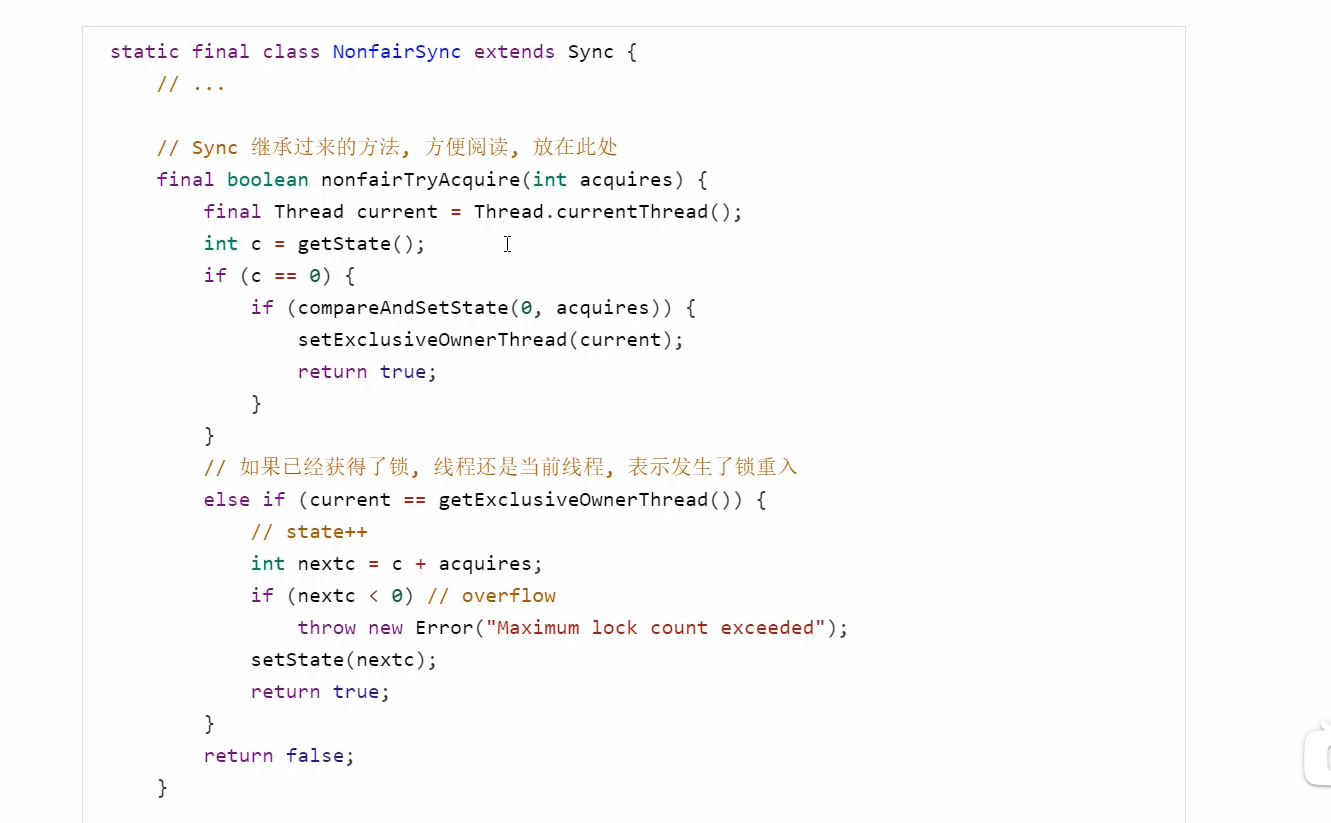 static final class NonfairSync extends Sync {
// ...
// Sync 继承过来的方法, 方便阅读, 放在此处
final boolean nonfairTryAcquire(int acquires) {
final Thread current = Thread.currentThread();
int c = getState();
if (c == 0) {
if (compareAndSetState(0, acquires)) {
setExclusiveOwnerThread(current);
return true;
}
}
// 如果已经获得了锁, 线程还是当前线程, 表示发生了锁重入
else if (current == getExclusiveOwnerThread()) {
// state++
int nextc = c + acquires;
if (nextc < 0) // overflow
throw new Error("Maximum lock count exceeded");
setState(nextc);
return true;
}
return false;
}